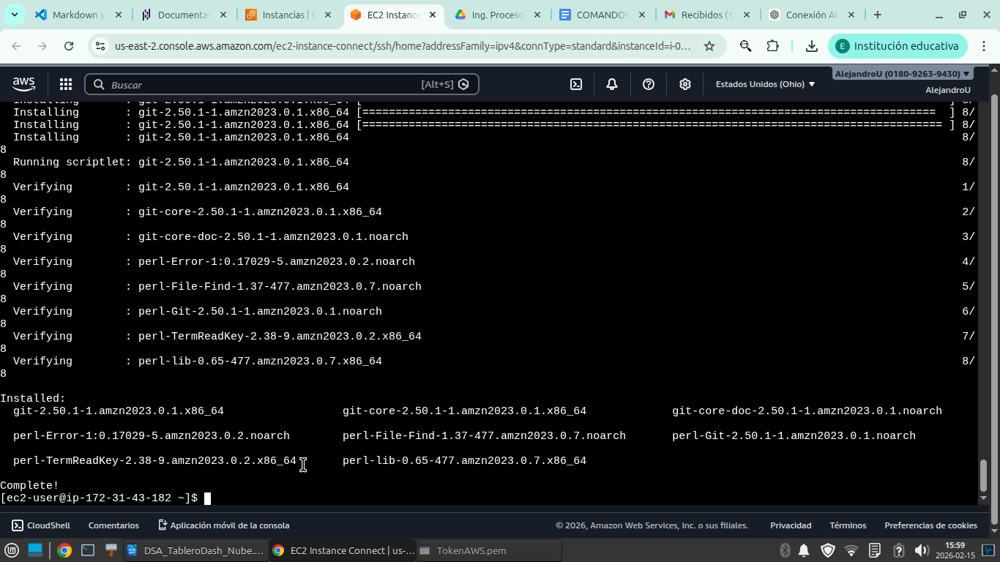 Markdown y
Documenta
Instancias | E
EC2 Instance
Ing. Proceso
COMANDOS
Recibidos (1
Conexión AW
us-east-2.console.aws.amazon.com/ec2-instance-connect/ssh/home?addressFamily=ipv4&connType=standard&instanceId=i-0...
E Institución educativa
aws
Buscar [Alt+S]
Estados Unidos (Ohio)
AlejandroU (0180-9263-9430)
AlejandroU
Installing : git-2.50.1-1.amzn2023.0.1.x86_64 [ ] 8/
Installing : git-2.50.1-1.amzn2023.0.1.x86_64 [======================================================================================= ] 8/
Installing : git-2.50.1-1.amzn2023.0.1.x86_64 [======================================================================================== ] 8/
Installing : git-2.50.1-1.amzn2023.0.1.x86_64 8/
8
Running scriptlet: git-2.50.1-1.amzn2023.0.1.x86_64 8/
8
Verifying : git-2.50.1-1.amzn2023.0.1.x86_64 1/
8
Verifying : git-core-2.50.1-1.amzn2023.0.1.x86_64 2/
8
Verifying : git-core-doc-2.50.1-1.amzn2023.0.1.noarch 3/
8
Verifying : perl-Error-1:0.17029-5.amzn2023.0.2.noarch 4/
8
Verifying : perl-File-Find-1.37-477.amzn2023.0.7.noarch 5/
8
Verifying : perl-Git-2.50.1-1.amzn2023.0.1.noarch 6/
8
Verifying : perl-TermReadKey-2.38-9.amzn2023.0.2.x86_64 7/
8
Verifying : perl-lib-0.65-477.amzn2023.0.7.x86_64 8/
8
Installed:
git-2.50.1-1.amzn2023.0.1.x86_64 git-core-2.50.1-1.amzn2023.0.1.x86_64 git-core-doc-2.50.1-1.amzn2023.0.1.noarch
perl-Error-1:0.17029-5.amzn2023.0.2.noarch perl-File-Find-1.37-477.amzn2023.0.7.noarch perl-Git-2.50.1-1.amzn2023.0.1.noarch
perl-TermReadKey-2.38-9.amzn2023.0.2.x86_64 perl-lib-0.65-477.amzn2023.0.7.x86_64
Complete!
[ec2-user@ip-172-31-43-182 ~]$
CloudShell Comentarios Aplicación móvil de la consola © 2026, Amazon Web Services, Inc. o sus filiales. Privacidad Términos Preferencias de cookies
DSA_TableroDash_Nube....
EC2 Instance Connect | us-...
TokenAWS.pem
15:59
2026-02-15